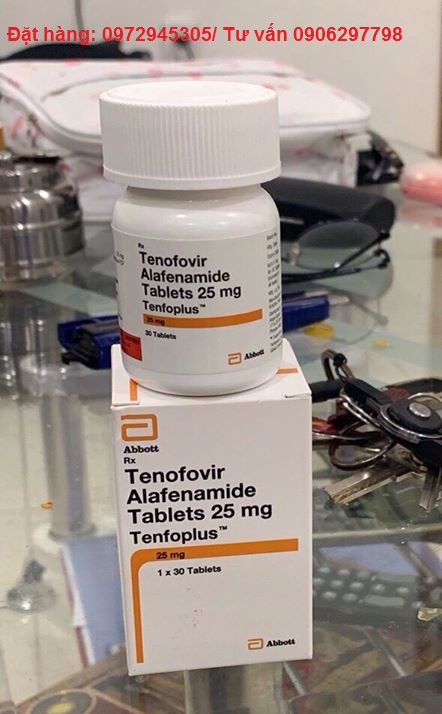 Đặt hàng: 0972945305/ Tư vấn 0906297798
Rx
Tenofovir
Alafenamide
Tablets 25 mg
Tenfoplus™
25 mg
30 Tablets
Abbott
Abbott
Rx
Tenofovir
Alafenamide
Tablets 25 mg
Tenfoplus™
25 mg
1 x 30 Tablets
Abbott